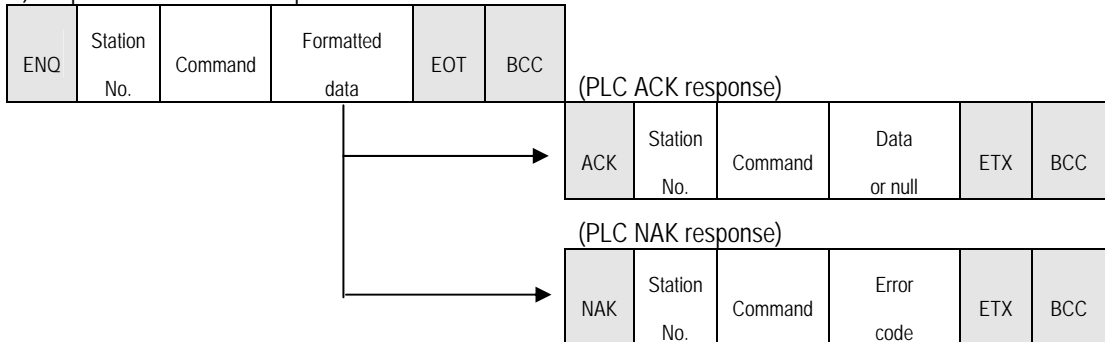 ENQ Station No. Command Formatted data EOT BCC
(PLC ACK response)
ACK Station No. Command Data or null ETX BCC
(PLC NAK response)
NAK Station No. Command Error code ETX BCC